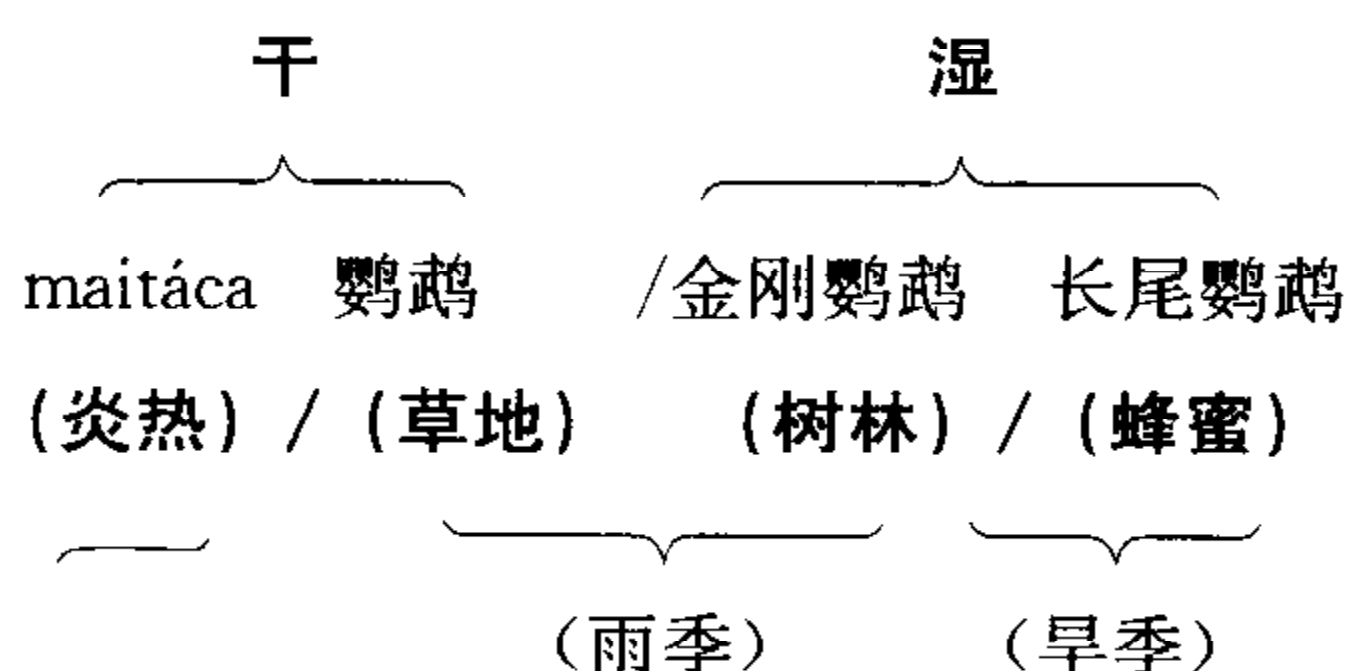 干 湿
maitáca 鹦鹉 /金刚鹦鹉 长尾鹦鹉
(炎热) / (草地) (树林) / (蜂蜜)
(雨季) (旱季)